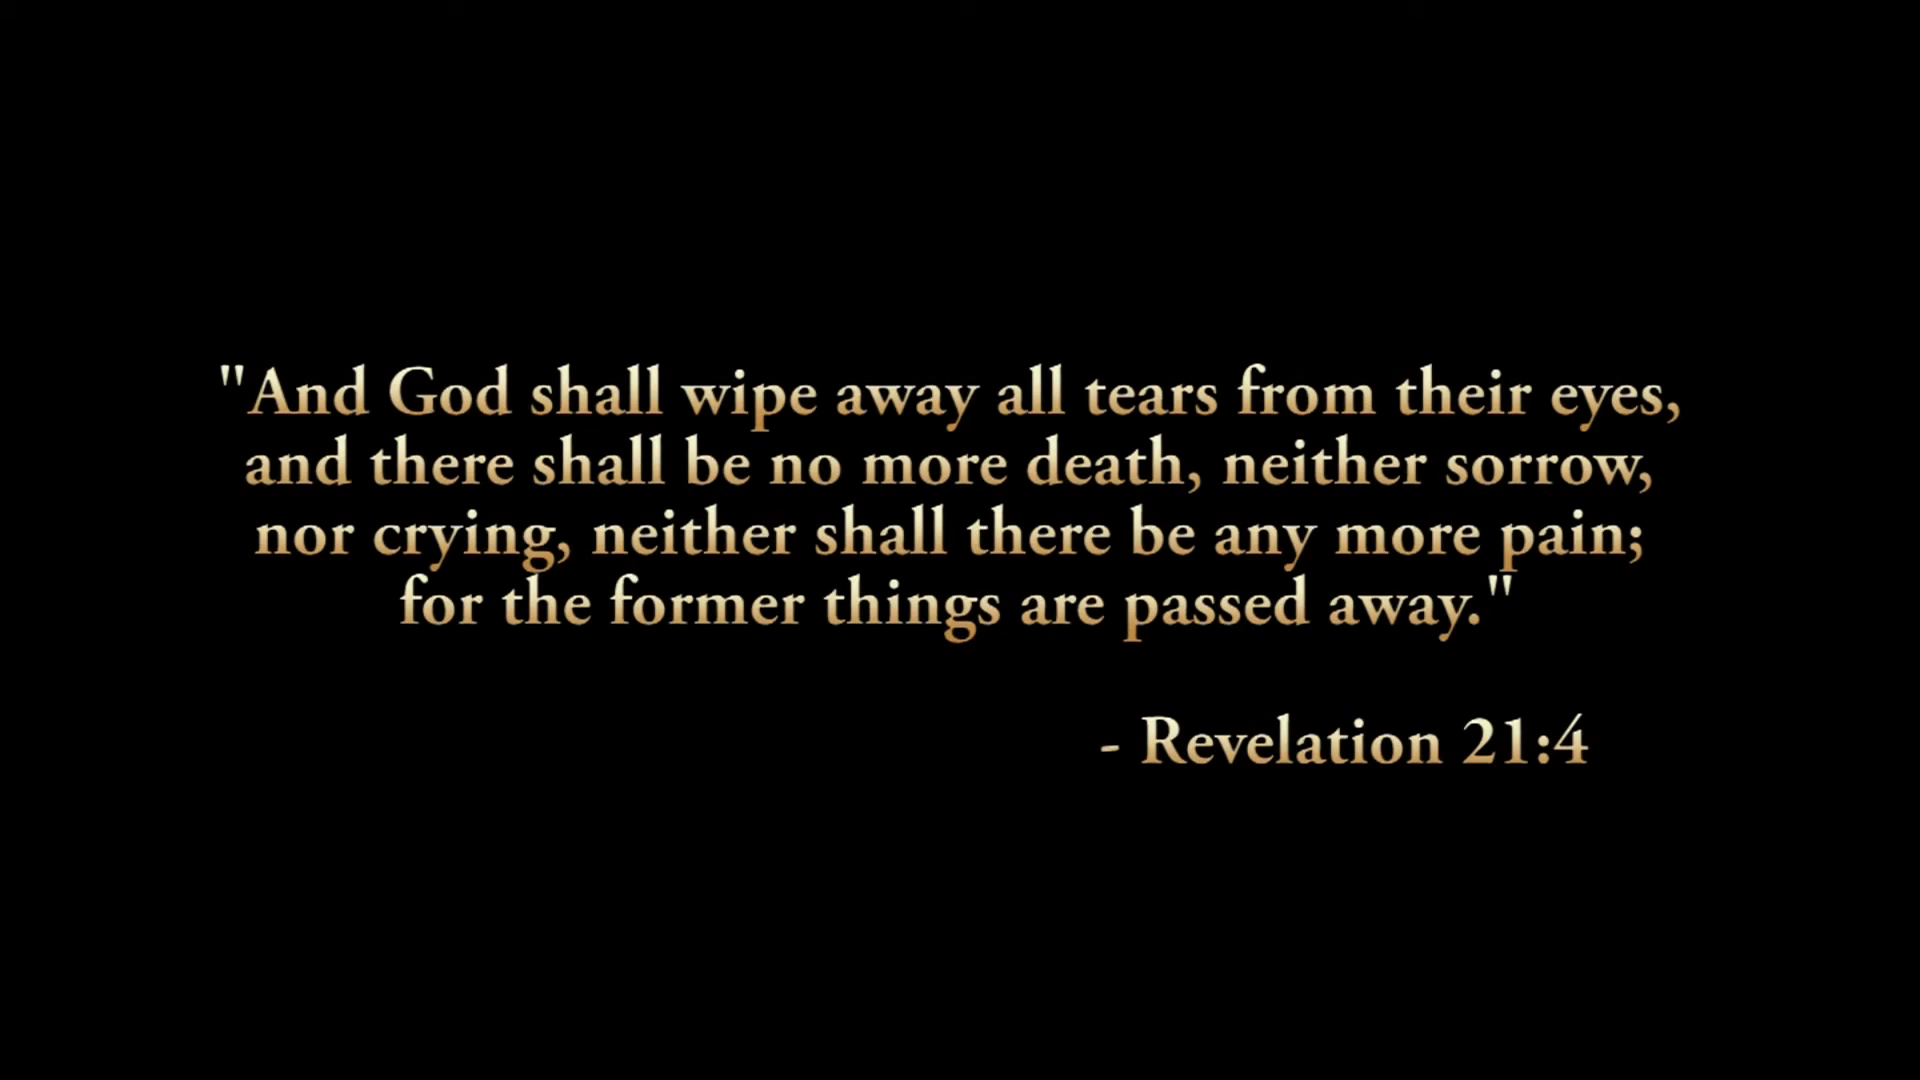 "And God shall wipe away all tears from their eyes,
and there shall be no more death, neither sorrow,
nor crying, neither shall there be any more pain;
for the former things are passed away."
- Revelation 21:4